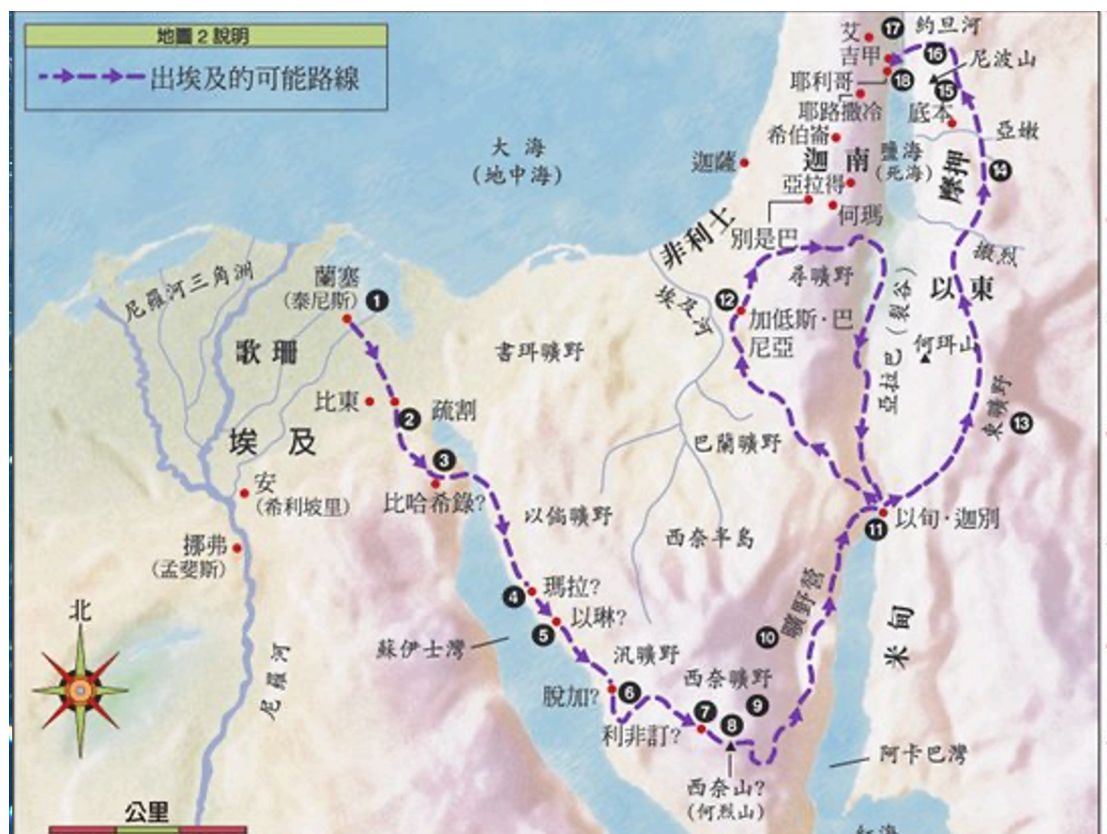 地圖2說明
出埃及的可能路線
艾
17
約旦河
吉甲
16
尼波山
耶利哥
18
15
耶路撒冷
底本
亞嫩
希伯崙
大海
(地中海)
迦薩
迦南
鹽海
(死海)
摩押
14
亞拉得
何瑪
別是巴
非利士
撒烈
尼羅河三角洲
蘭塞
(泰尼斯)
1
尋曠野
以東
埃及河
12
加低斯·巴
尼亞
亞拉巴(裂谷)
何珥山
歌珊
書珥曠野
比東
2
疏割
東曠野
13
埃及
3
巴蘭曠野
安
(希利坡里)
比哈希錄?
以倘曠野
西奈半島
11
以旬·迦別
挪弗
(孟斐斯)
4
瑪拉?
曠野營
北
5
以琳?
10
米甸
蘇伊士灣
汛曠野
西奈曠野
尼羅河
脫加?
6
7
8
9
利非訂?
阿卡巴灣
西奈山?
(何烈山)
公里
紅海